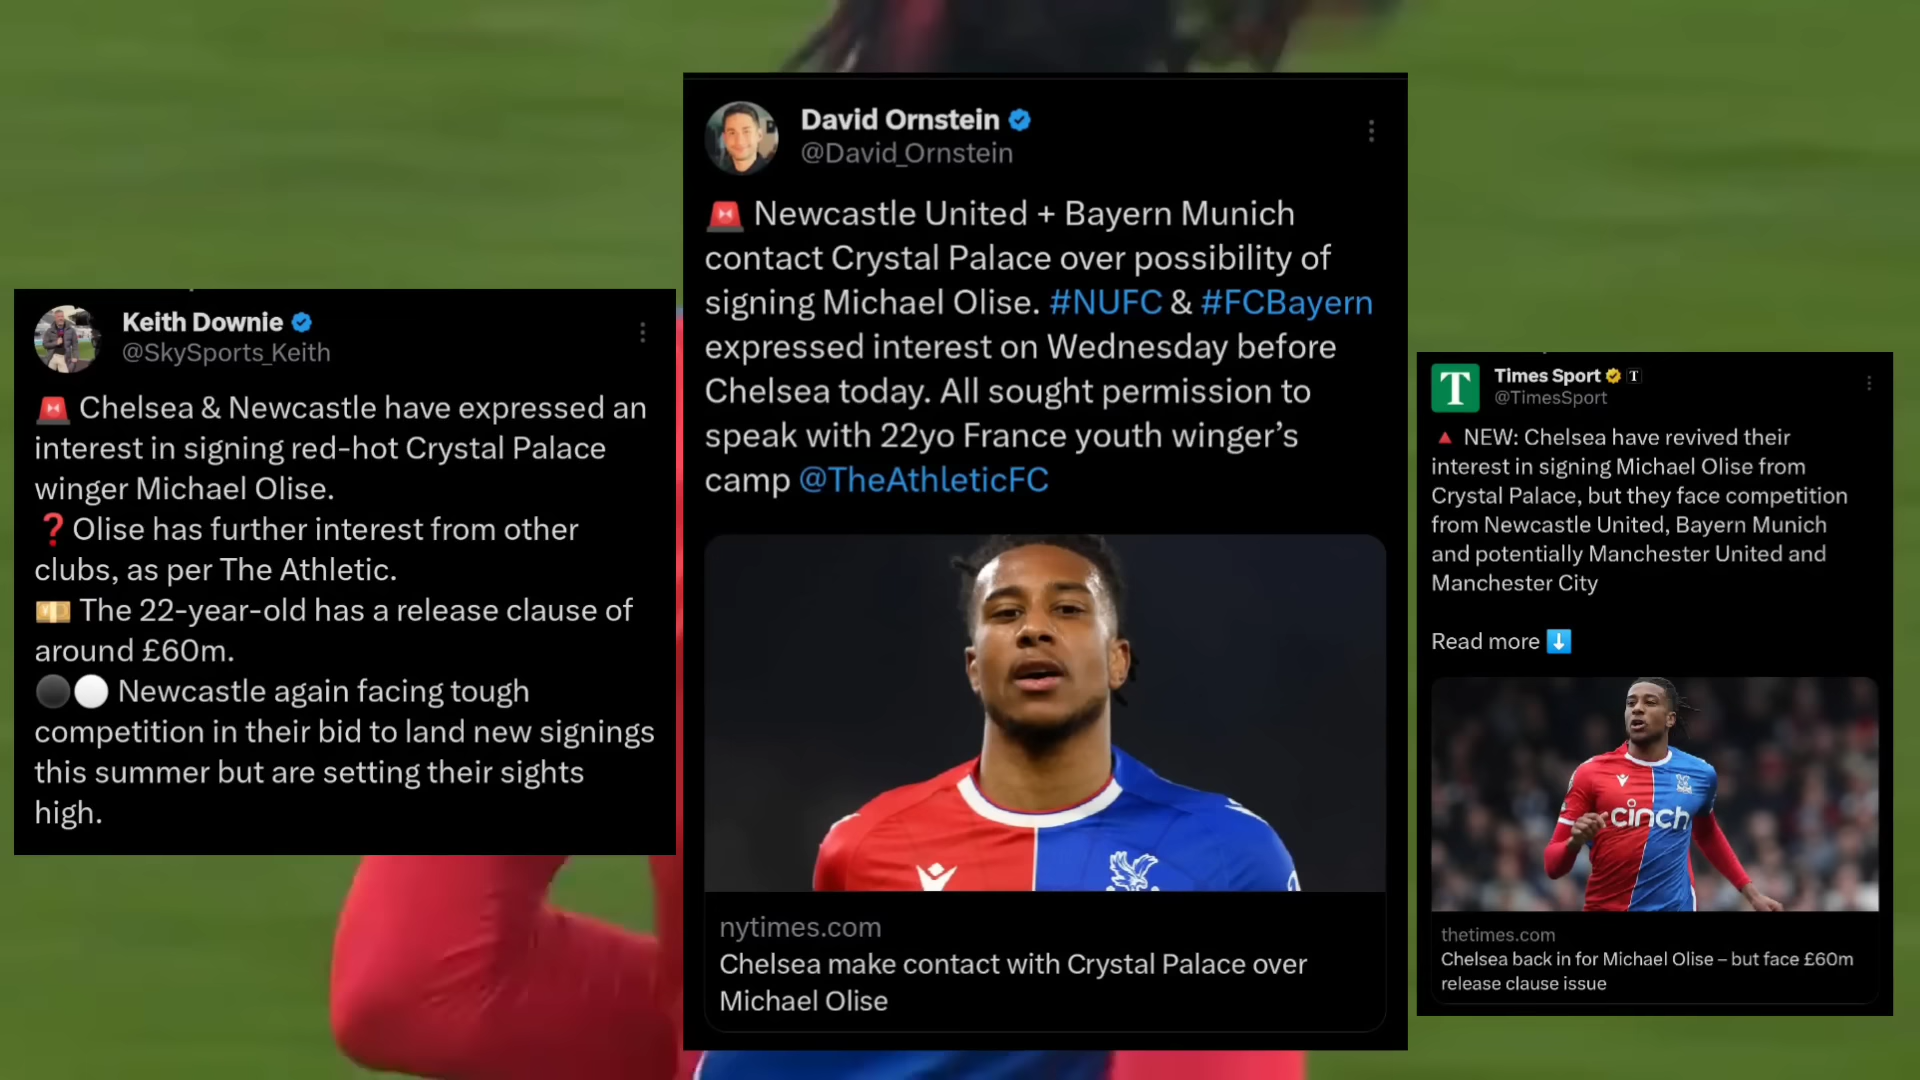 Keith Downie
@SkySports_Keith
🚨 Chelsea & Newcastle have expressed an
interest in signing red-hot Crystal Palace
winger Michael Olise.
❓Olise has further interest from other
clubs, as per The Athletic.
💴 The 22-year-old has a release clause of
around £60m.
⚫⚪ Newcastle again facing tough
competition in their bid to land new signings
this summer but are setting their sights
high.
David Ornstein
@David_Ornstein
🚨 Newcastle United + Bayern Munich
contact Crystal Palace over possibility of
signing Michael Olise. #NUFC & #FCBayern
expressed interest on Wednesday before
Chelsea today. All sought permission to
speak with 22yo France youth winger’s
camp @TheAthleticFC
nytimes.com
Chelsea make contact with Crystal Palace over
Michael Olise
T
Times Sport T
@TimesSport
🔺 NEW: Chelsea have revived their
interest in signing Michael Olise from
Crystal Palace, but they face competition
from Newcastle United, Bayern Munich
and potentially Manchester United and
Manchester City
Read more ⬇️
cinch
thetimes.com
Chelsea back in for Michael Olise – but face £60m
release clause issue